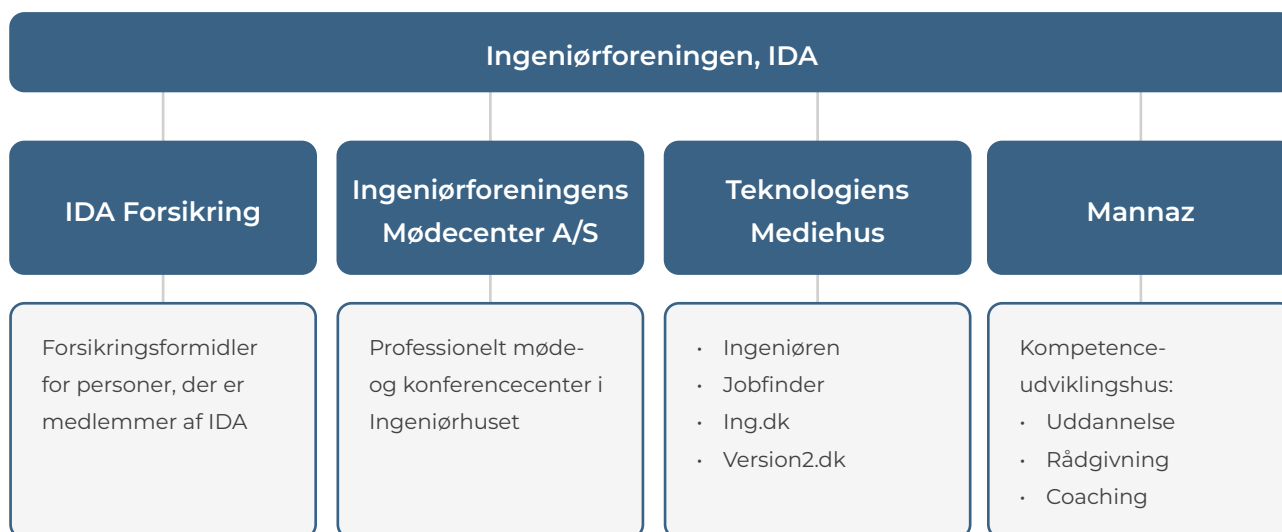 Ingeniørforeningen, IDA
IDA Forsikring
Ingeniørforeningens
Mødecenter A/S
Teknologiens
Mediehus
Mannaz
Forsikringsformidler
for personer, der er
medlemmer af IDA
Professionelt møde-
og konferencecenter i
Ingeniørhuset
• Ingeniøren
• Jobfinder
• Ing.dk
• Version2.dk
Kompetence-
udviklingshus:
• Uddannelse
• Rådgivning
• Coaching